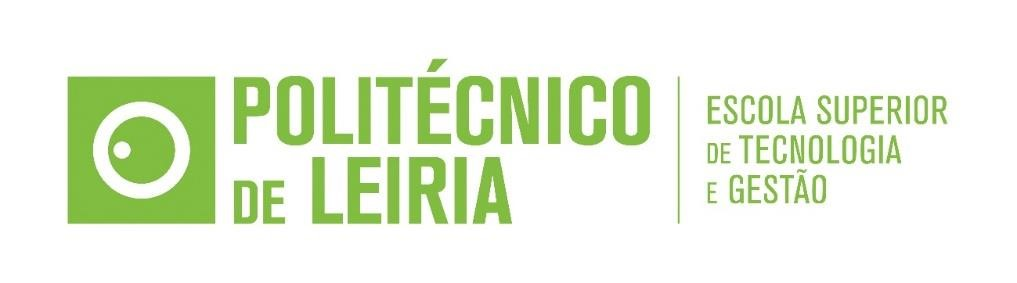 POLITÉCNICO
DE LEIRIA
ESCOLA SUPERIOR
DE TECNOLOGIA
E GESTÃO